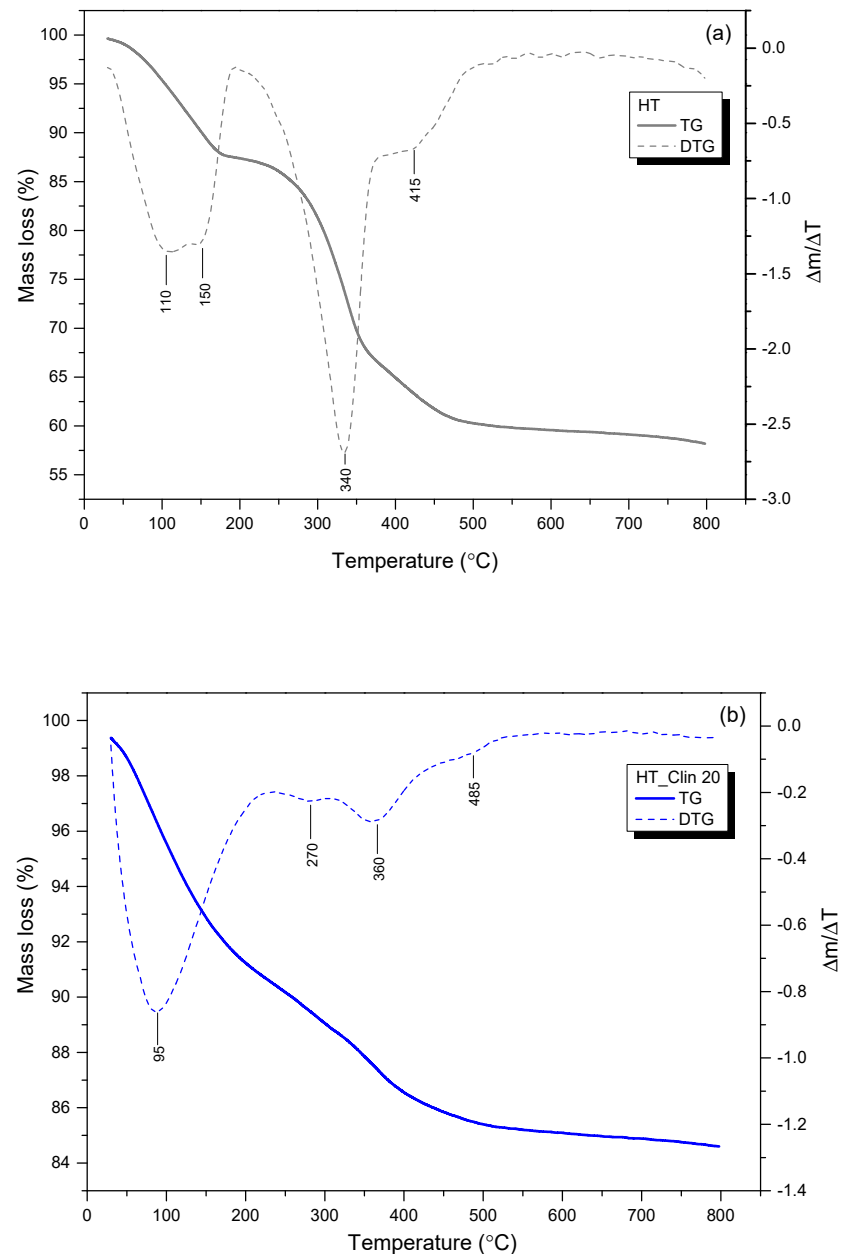 (a)
100
95
90
85
80
75
70
65
60
55
Mass loss (%)
0.0
-0.5
-1.0
-1.5
-2.0
-2.5
-3.0
Δm/ΔT
HT
TG
DTG
110
150
340
415
0 100 200 300 400 500 600 700 800
Temperature (°C)
(b)
100
98
96
94
92
90
88
86
84
Mass loss (%)
0.0
-0.2
-0.4
-0.6
-0.8
-1.0
-1.2
-1.4
Δm/ΔT
HT_Clin 20
TG
DTG
95
270
360
485
0 100 200 300 400 500 600 700 800
Temperature (°C)